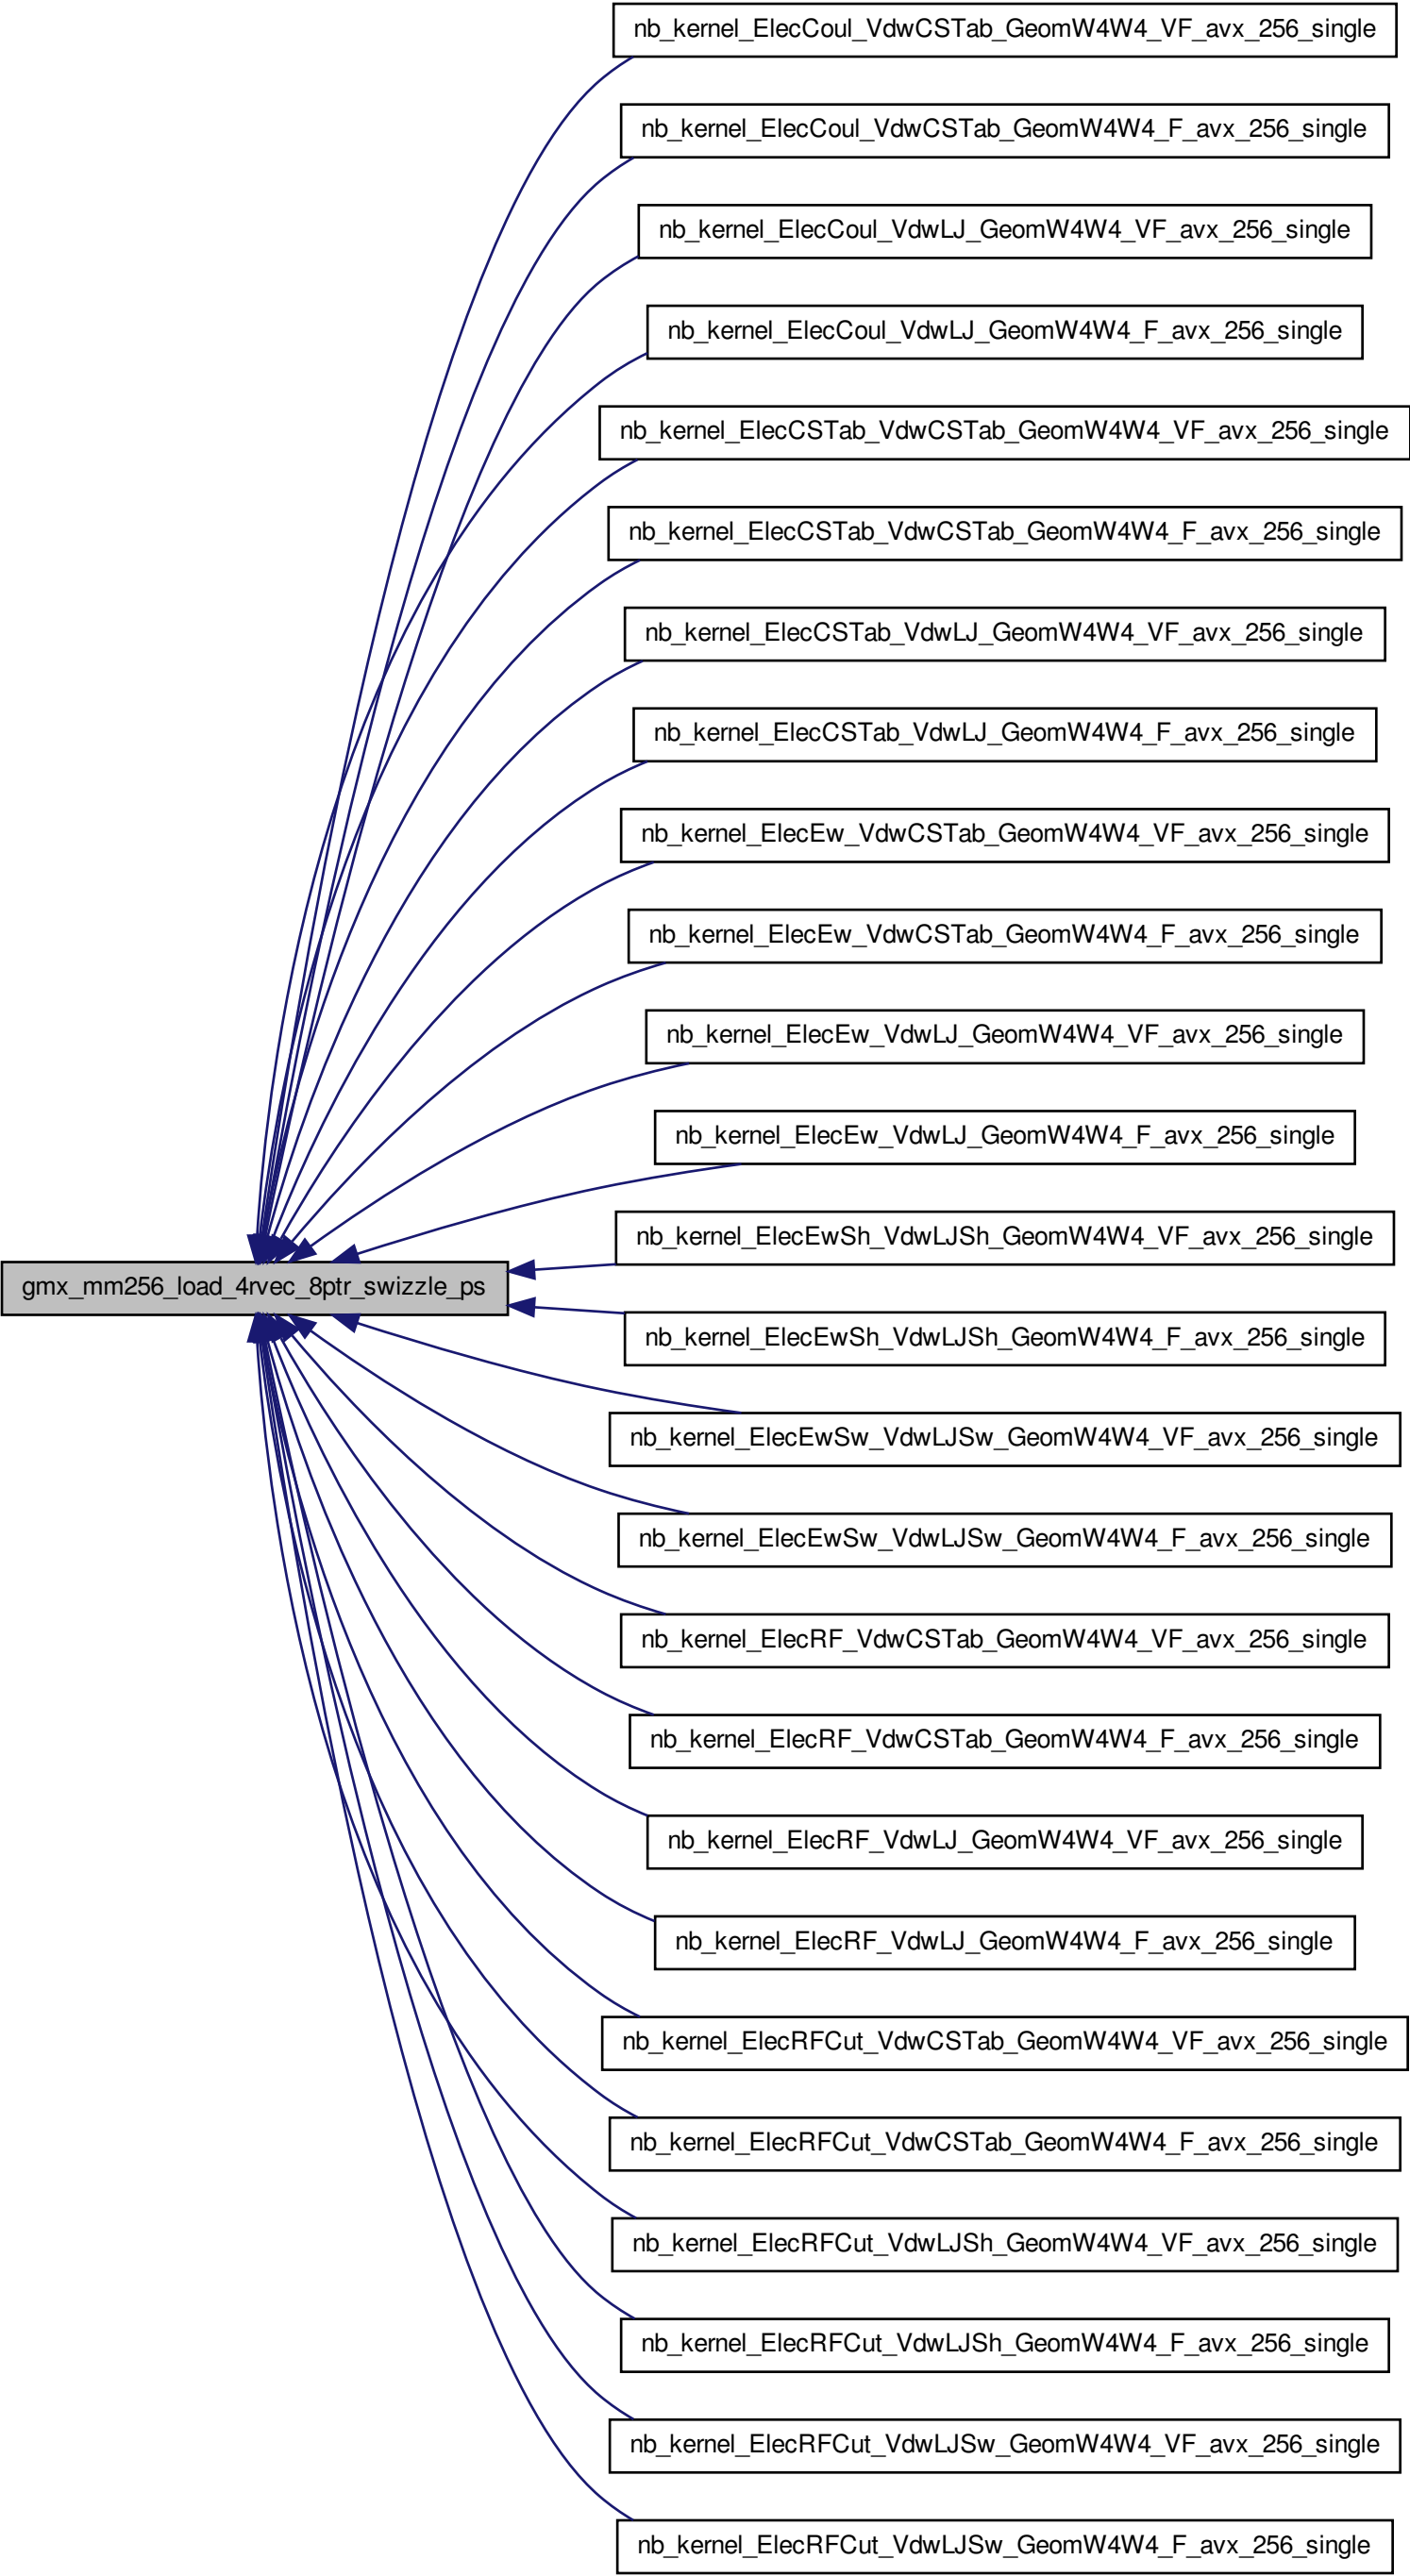 nb_kernel_ElecCoul_VdwCSTab_GeomW4W4_VF_avx_256_single
nb_kernel_ElecCoul_VdwCSTab_GeomW4W4_F_avx_256_single
nb_kernel_ElecCoul_VdwLJ_GeomW4W4_VF_avx_256_single
nb_kernel_ElecCoul_VdwLJ_GeomW4W4_F_avx_256_single
nb_kernel_ElecCSTab_VdwCSTab_GeomW4W4_VF_avx_256_single
nb_kernel_ElecCSTab_VdwCSTab_GeomW4W4_F_avx_256_single
nb_kernel_ElecCSTab_VdwLJ_GeomW4W4_VF_avx_256_single
nb_kernel_ElecCSTab_VdwLJ_GeomW4W4_F_avx_256_single
nb_kernel_ElecEw_VdwCSTab_GeomW4W4_VF_avx_256_single
nb_kernel_ElecEw_VdwCSTab_GeomW4W4_F_avx_256_single
nb_kernel_ElecEw_VdwLJ_GeomW4W4_VF_avx_256_single
nb_kernel_ElecEw_VdwLJ_GeomW4W4_F_avx_256_single
nb_kernel_ElecEwSh_VdwLJSh_GeomW4W4_VF_avx_256_single
gmx_mm256_load_4rvec_8ptr_swizzle_ps
nb_kernel_ElecEwSh_VdwLJSh_GeomW4W4_F_avx_256_single
nb_kernel_ElecEwSw_VdwLJSw_GeomW4W4_VF_avx_256_single
nb_kernel_ElecEwSw_VdwLJSw_GeomW4W4_F_avx_256_single
nb_kernel_ElecRF_VdwCSTab_GeomW4W4_VF_avx_256_single
nb_kernel_ElecRF_VdwCSTab_GeomW4W4_F_avx_256_single
nb_kernel_ElecRF_VdwLJ_GeomW4W4_VF_avx_256_single
nb_kernel_ElecRF_VdwLJ_GeomW4W4_F_avx_256_single
nb_kernel_ElecRFCut_VdwCSTab_GeomW4W4_VF_avx_256_single
nb_kernel_ElecRFCut_VdwCSTab_GeomW4W4_F_avx_256_single
nb_kernel_ElecRFCut_VdwLJSh_GeomW4W4_VF_avx_256_single
nb_kernel_ElecRFCut_VdwLJSh_GeomW4W4_F_avx_256_single
nb_kernel_ElecRFCut_VdwLJSw_GeomW4W4_VF_avx_256_single
nb_kernel_ElecRFCut_VdwLJSw_GeomW4W4_F_avx_256_single